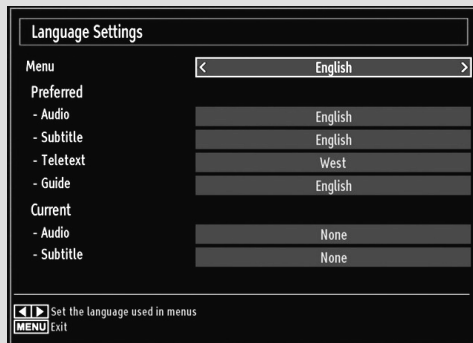 Language Settings
Menu < English >
Preferred
- Audio English
- Subtitle English
- Teletext West
- Guide English
Current
- Audio None
- Subtitle None
◀ ▶ Set the language used in menus
MENU Exit